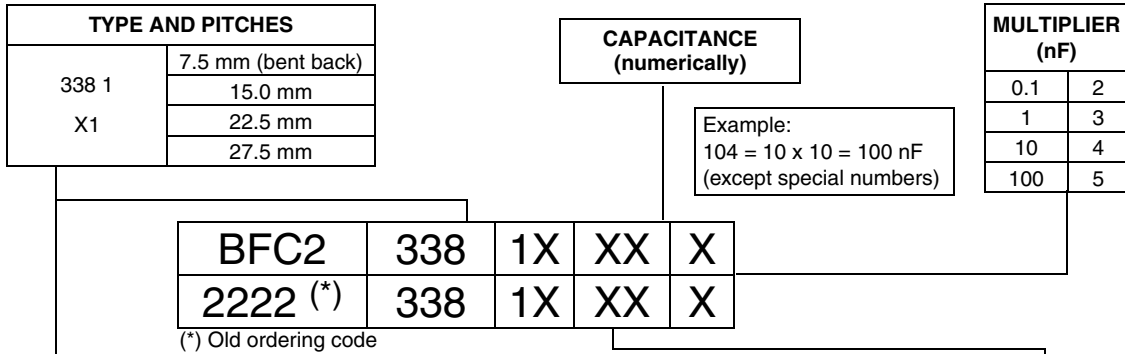 TYPE AND PITCHES
338 1
X1
7.5 mm (bent back)
15.0 mm
22.5 mm
27.5 mm
CAPACITANCE
(numerically)
Example:
104 = 10 x 10 = 100 nF
(except special numbers)
MULTIPLIER
(nF)
0.1 2
1 3
10 4
100 5
BFC2 338 1X XX X
2222 (*) 338 1X XX X
(*) Old ordering code